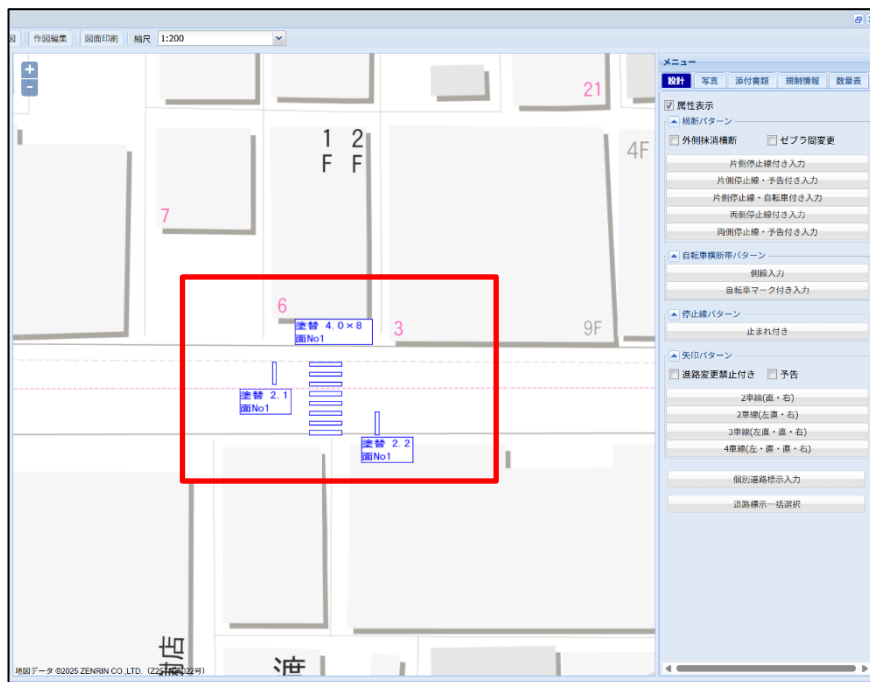 図 作図編集 図面印刷 縮尺 1:200
メニュー
設計 写真 添付書類 規制情報 数量表
属性表示
横断パターン
外側抹消横断 ゼブラ間変更
片側停止線付き入力
片側停止線・予告付き入力
片側停止線・自転車付き入力
両側停止線付き入力
両側停止線・予告付き入力
自転車横断帯パターン
側線入力
自転車マーク付き入力
停止線パターン
止まれ付き
矢印パターン
進路変更禁止付き 予告
2車線(直・右)
2車線(左直・右)
3車線(左直・直・右)
4車線(左・直・直・右)
個別道路標示入力
道路標示一括選択
+
-
21
1F
2F
4F
7
6
3
9F
塗替 4.0×8
面No1
塗替 2.1
面No1
塗替 2.2
面No1
地図データ ©2025 ZENRIN CO.,LTD.